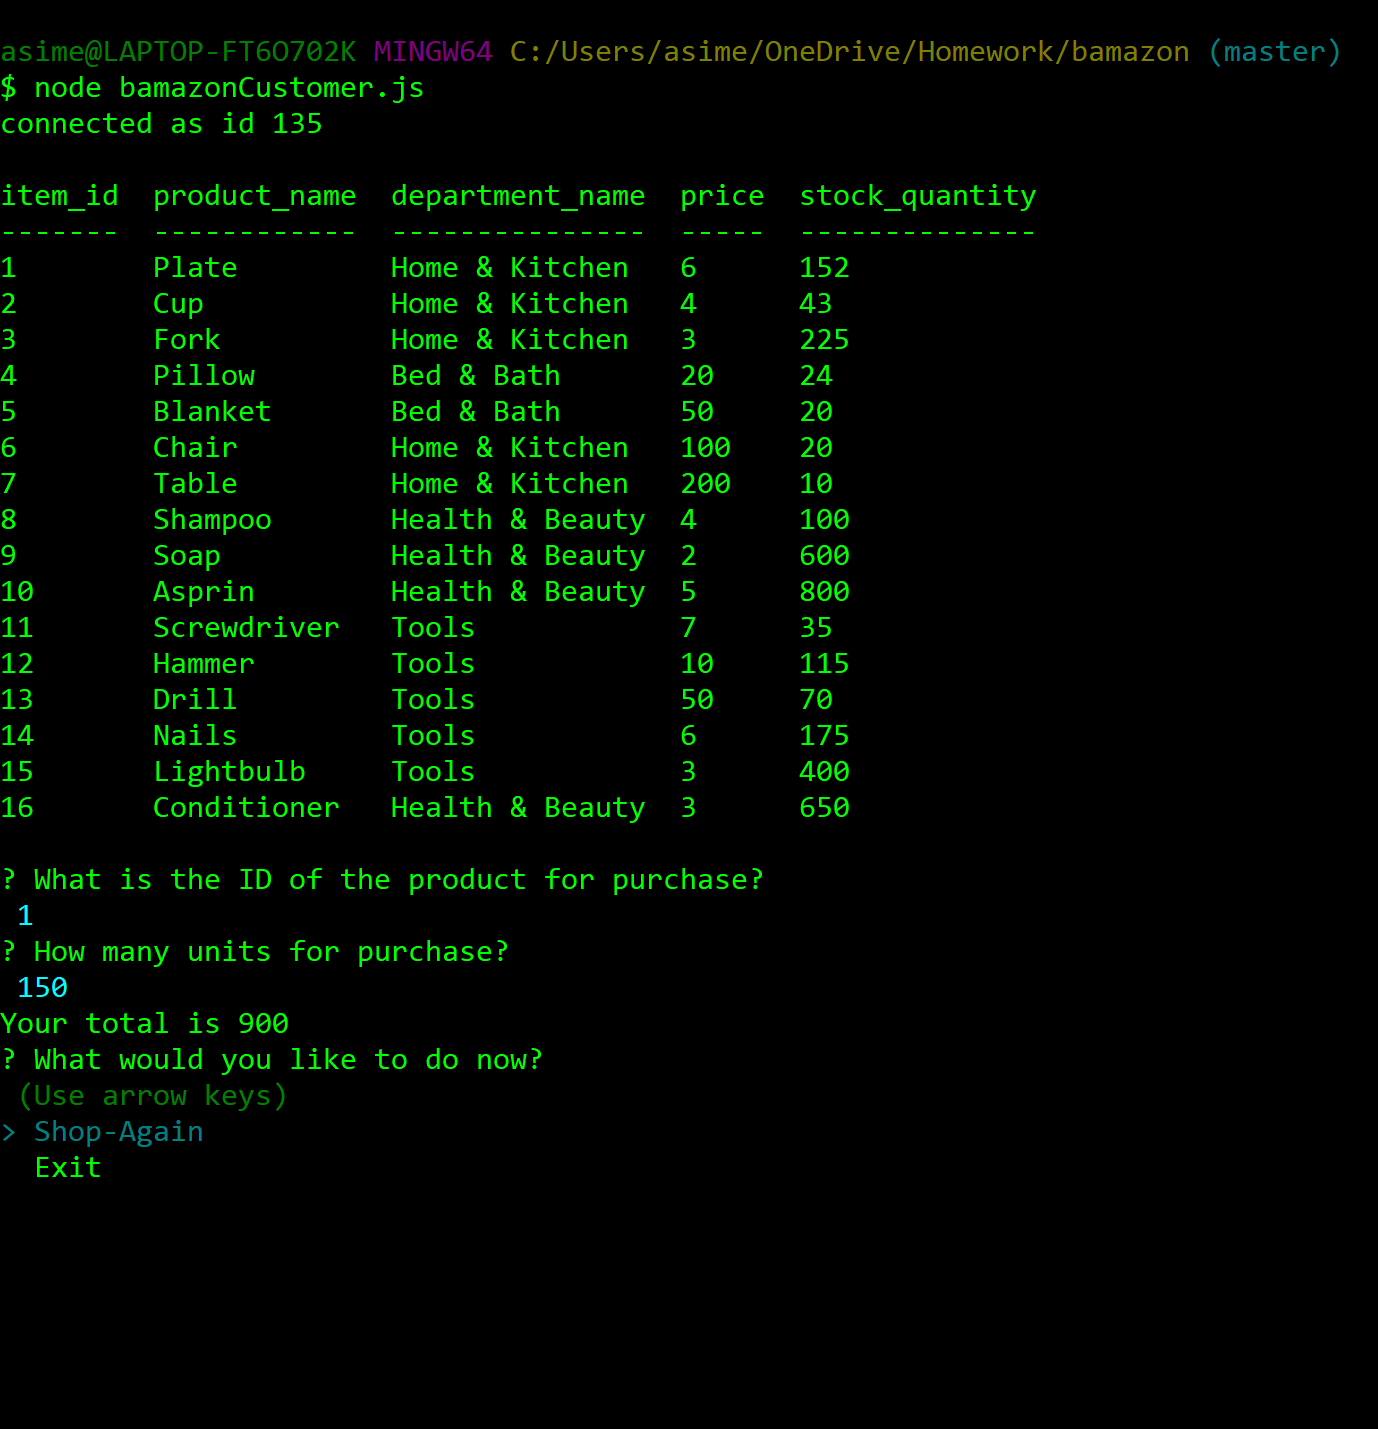 asime@LAPTOP-FT6O702K MINGW64 C:/Users/asime/OneDrive/Homework/bamazon (master)
$ node bamazonCustomer.js
connected as id 135
item_id  product_name  department_name  price  stock_quantity
-------  ------------  ---------------  -----  --------------
1        Plate         Home & Kitchen   6      152
2        Cup           Home & Kitchen   4      43
3        Fork          Home & Kitchen   3      225
4        Pillow        Bed & Bath       20     24
5        Blanket       Bed & Bath       50     20
6        Chair         Home & Kitchen   100    20
7        Table         Home & Kitchen   200    10
8        Shampoo       Health & Beauty  4      100
9        Soap          Health & Beauty  2      600
10       Asprin        Health & Beauty  5      800
11       Screwdriver   Tools            7      35
12       Hammer        Tools            10     115
13       Drill         Tools            50     70
14       Nails         Tools            6      175
15       Lightbulb     Tools            3      400
16       Conditioner   Health & Beauty  3      650
? What is the ID of the product for purchase?
 1
? How many units for purchase?
 150
Your total is 900
? What would you like to do now?
 (Use arrow keys)
> Shop-Again
  Exit